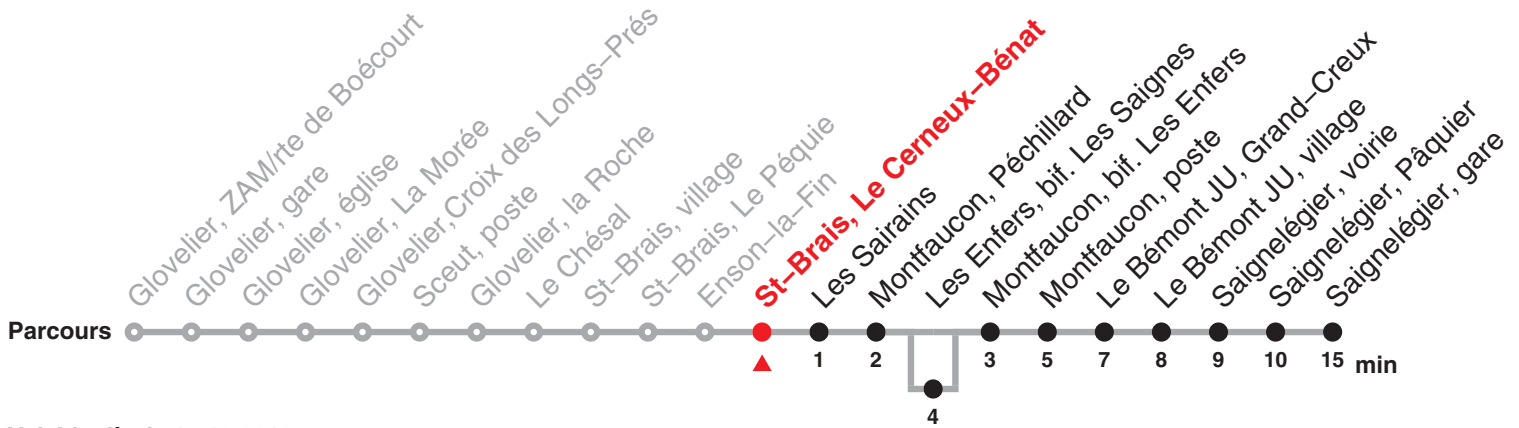 Glovelier, ZAM/rte de Boécourt
Glovelier, gare
Glovelier, église
Glovelier, La Morée
Glovelier, Croix des Longs–Prés
Sceut, poste
Glovelier, la Roche
Le Chésal
St–Brais, village
St–Brais, Le Péquie
Enson–la–Fin
St–Brais, Le Cerneux–Bénat
Les Sairains
Montfaucon, Péchillard
Les Enfers, bif. Les Saignes
Montfaucon, bif. Les Enfers
Montfaucon, poste
Le Bémont JU, Grand–Creux
Le Bémont JU, village
Saignelégier, voirie
Saignelégier, Pâquier
Saignelégier, gare
Parcours
1 2 3 5 7 8 9 10 15 min
4